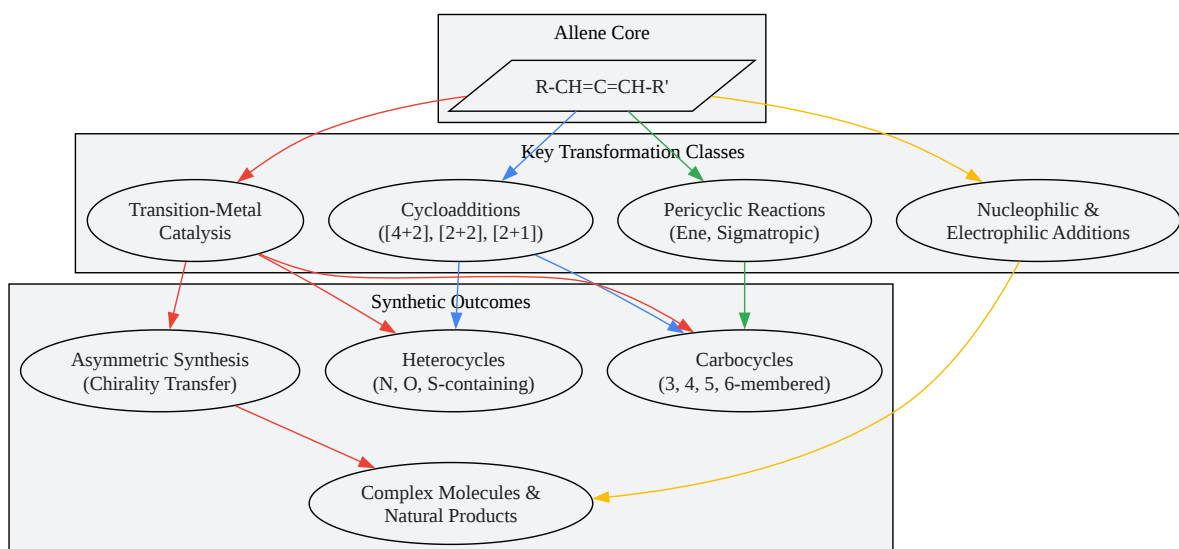 Allene Core
R-CH=C=CH-R'
Key Transformation Classes
Transition-Metal
Catalysis
Cycloadditions
([4+2], [2+2], [2+1])
Pericyclic Reactions
(Ene, Sigmatropic)
Nucleophilic &
Electrophilic Additions
Synthetic Outcomes
Asymmetric Synthesis
(Chirality Transfer)
Heterocycles
(N, O, S-containing)
Carbocycles
(3, 4, 5, 6-membered)
Complex Molecules &
Natural Products